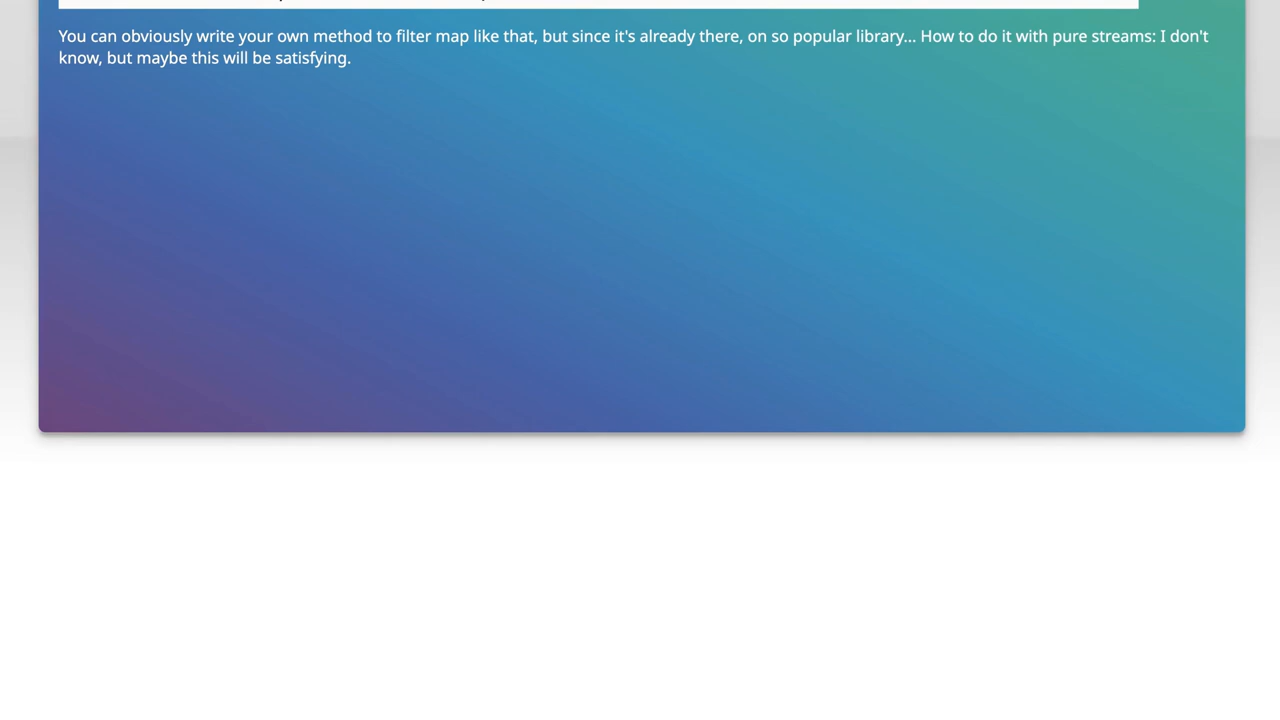 You can obviously write your own method to filter map like that, but since it's already there, on so popular library... How to do it with pure streams: I don't
know, but maybe this will be satisfying.